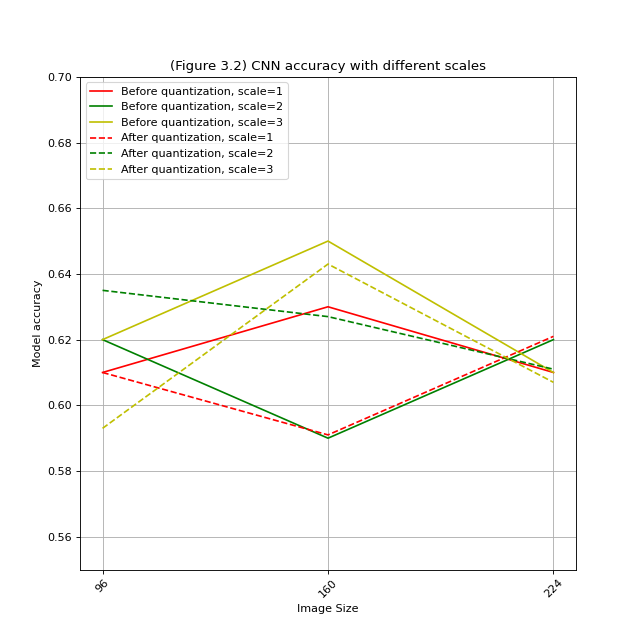 (Figure 3.2) CNN accuracy with different scales
0.70
Before quantization, scale=1
Before quantization, scale=2
Before quantization, scale=3
After quantization, scale=1
After quantization, scale=2
After quantization, scale=3
0.68
0.66
0.64
0.62
0.60
0.58
0.56
Model accuracy
96
160
224
Image Size